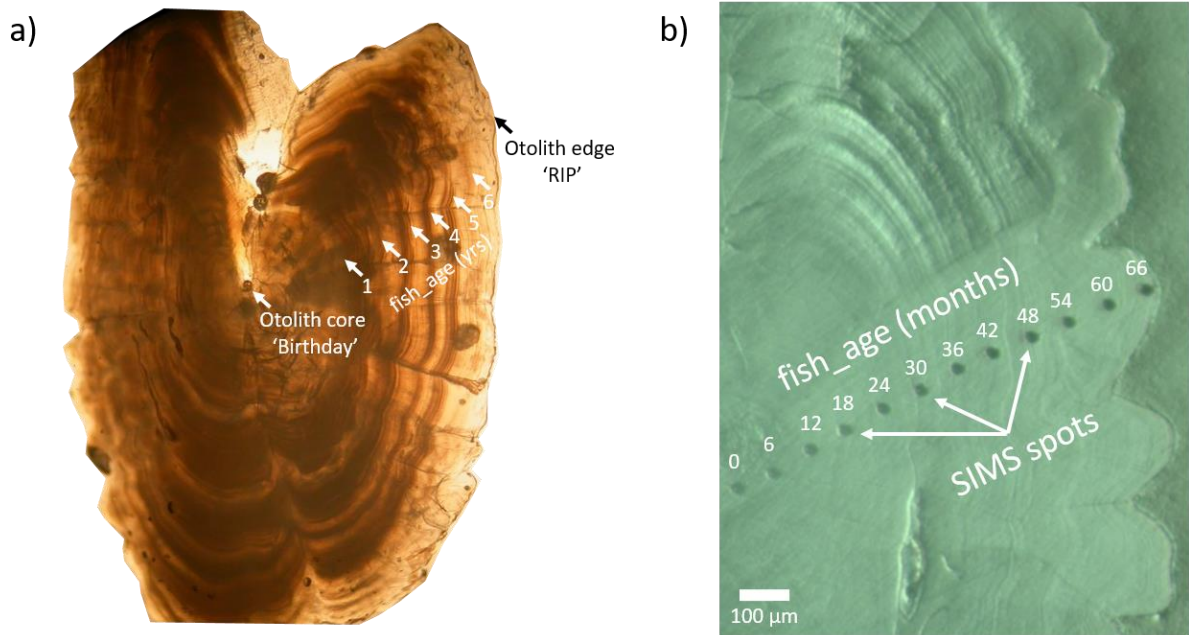 a)
Otolith edge
'RIP'
1
2
3
4
5
6
fish_age (yrs)
Otolith core
'Birthday'
b)
fish_age (months)
0
6
12
18
24
30
36
42
48
54
60
66
SIMS spots
100 µm